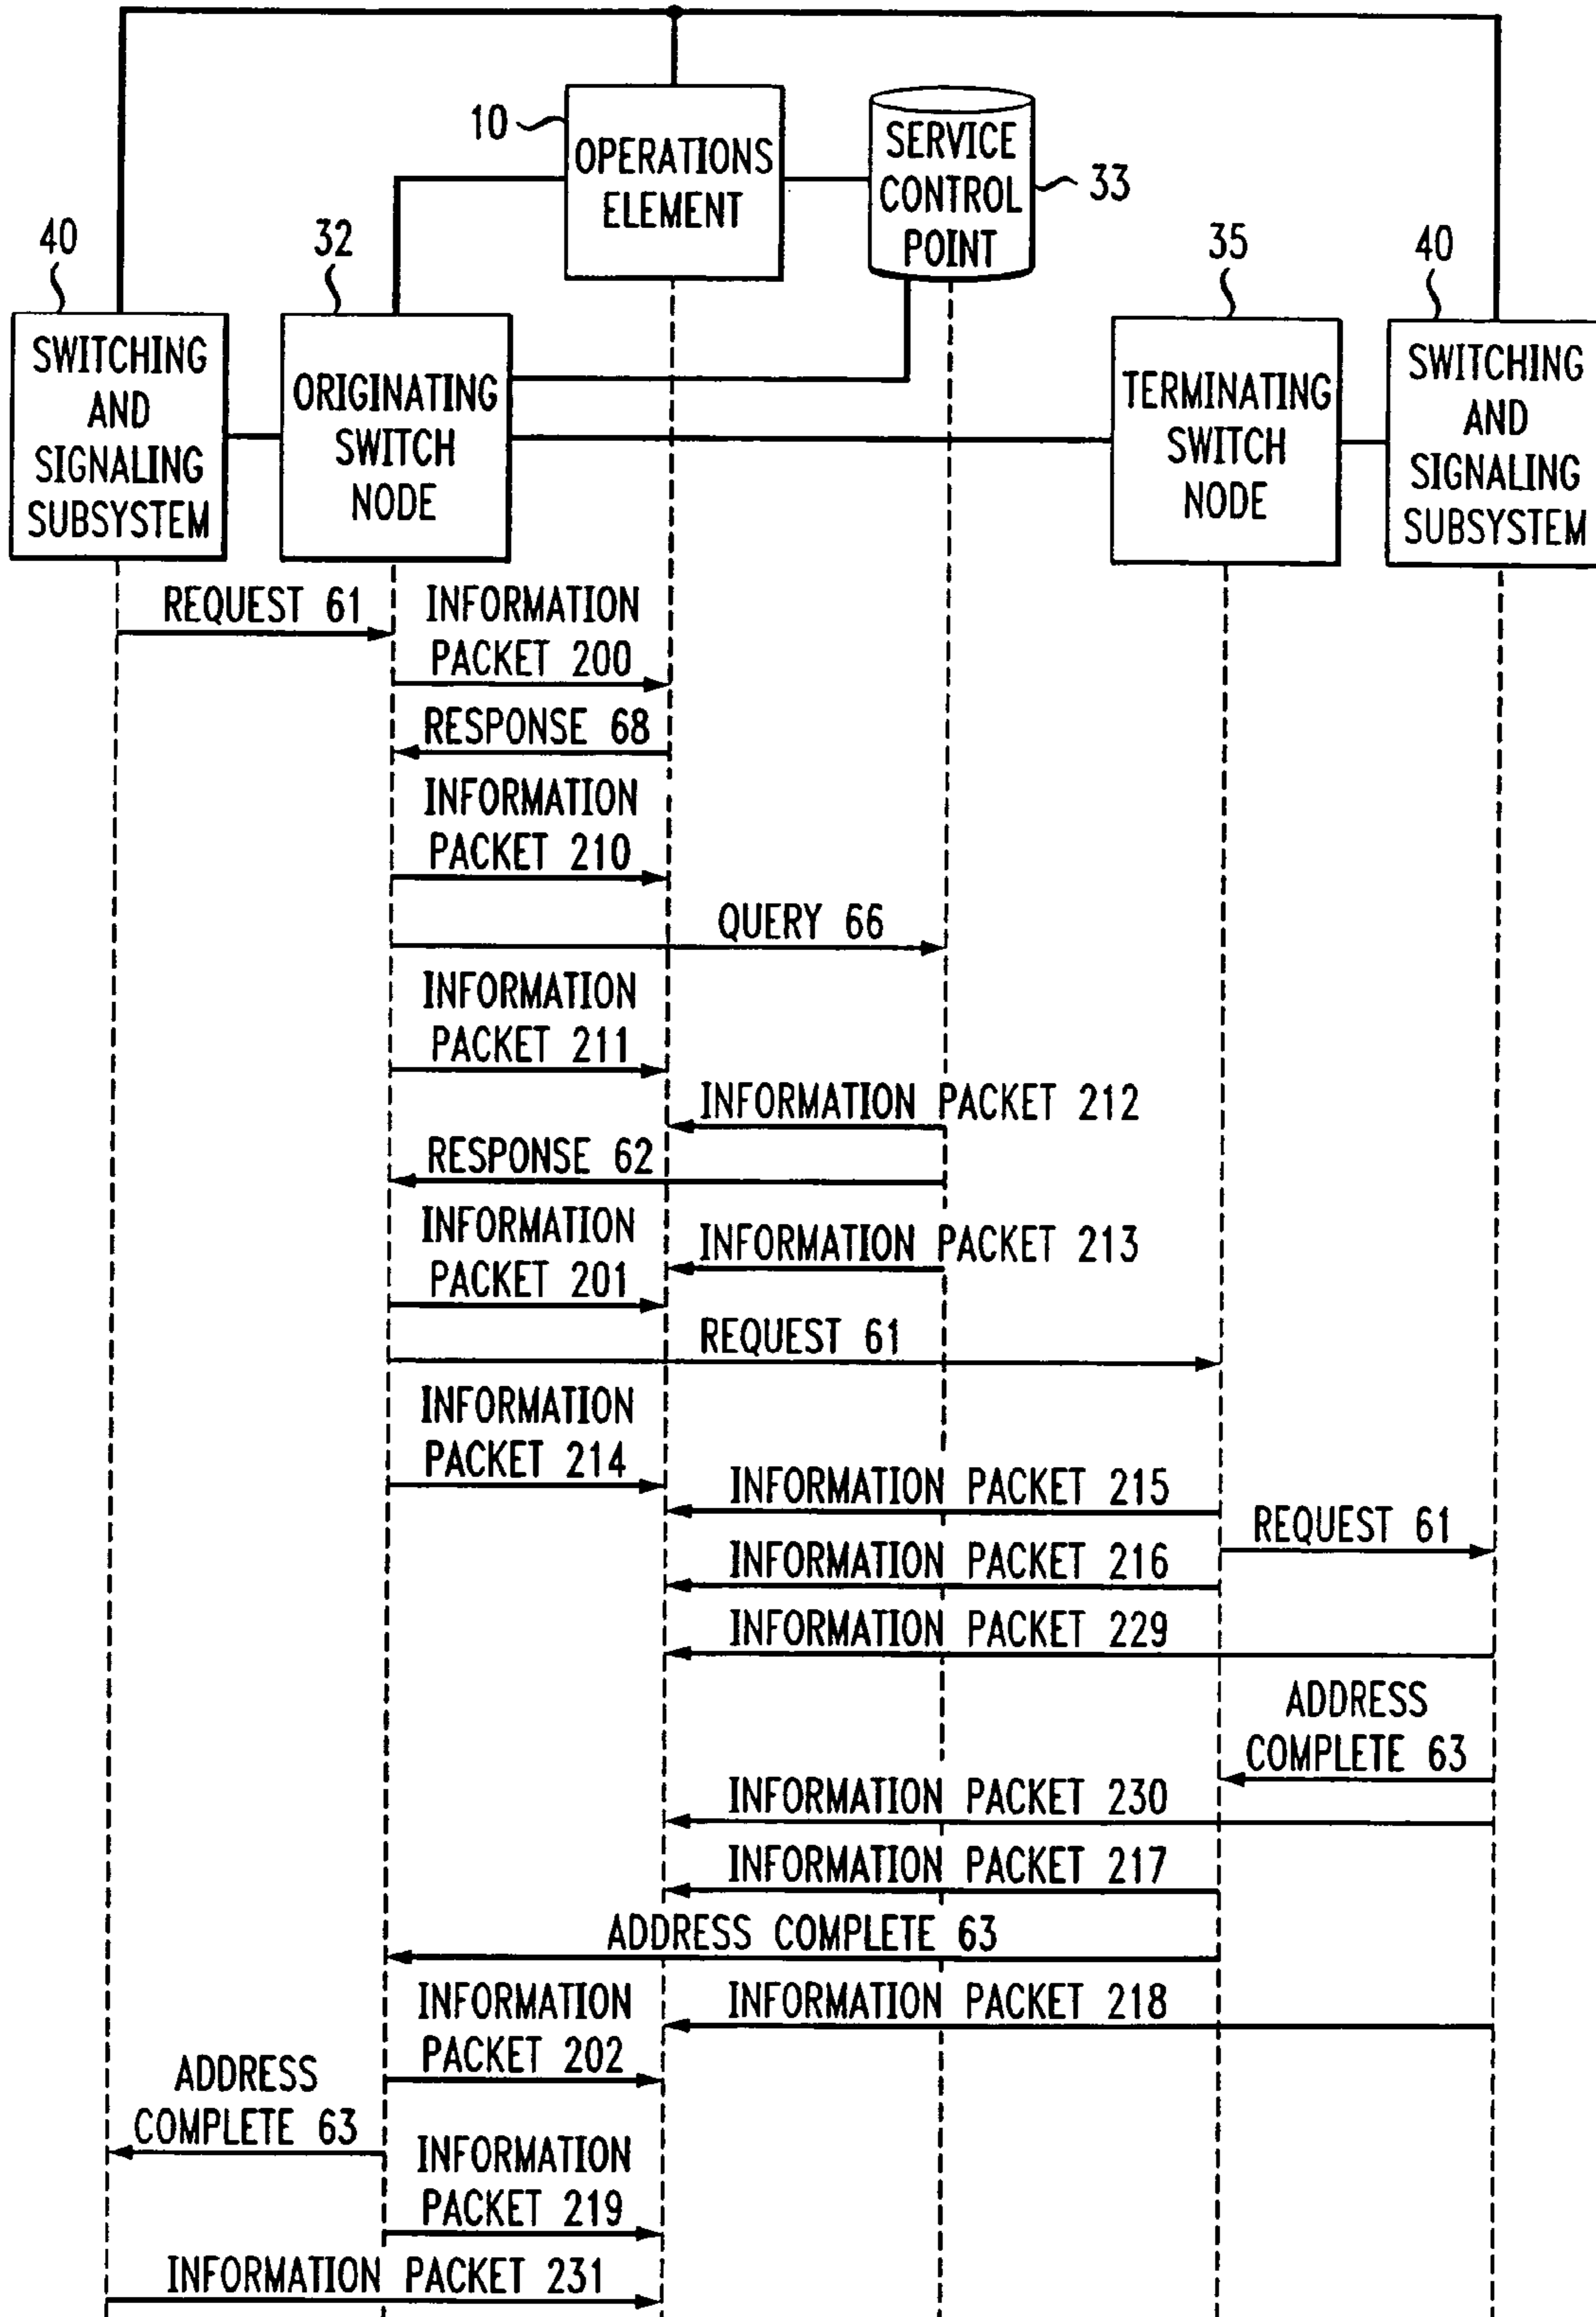 10
OPERATIONS
ELEMENT
SERVICE
CONTROL
POINT
33
40
SWITCHING
AND
SIGNALING
SUBSYSTEM
32
ORIGINATING
SWITCH
NODE
35
TERMINATING
SWITCH
NODE
40
SWITCHING
AND
SIGNALING
SUBSYSTEM
REQUEST 61
INFORMATION
PACKET 200
RESPONSE 68
INFORMATION
PACKET 210
QUERY 66
INFORMATION
PACKET 211
INFORMATION PACKET 212
RESPONSE 62
INFORMATION
PACKET 201
INFORMATION PACKET 213
REQUEST 61
INFORMATION
PACKET 214
INFORMATION PACKET 215
REQUEST 61
INFORMATION PACKET 216
INFORMATION PACKET 229
ADDRESS
COMPLETE 63
INFORMATION PACKET 230
INFORMATION PACKET 217
ADDRESS COMPLETE 63
INFORMATION
PACKET 202
INFORMATION PACKET 218
ADDRESS
COMPLETE 63
INFORMATION
PACKET 219
INFORMATION PACKET 231